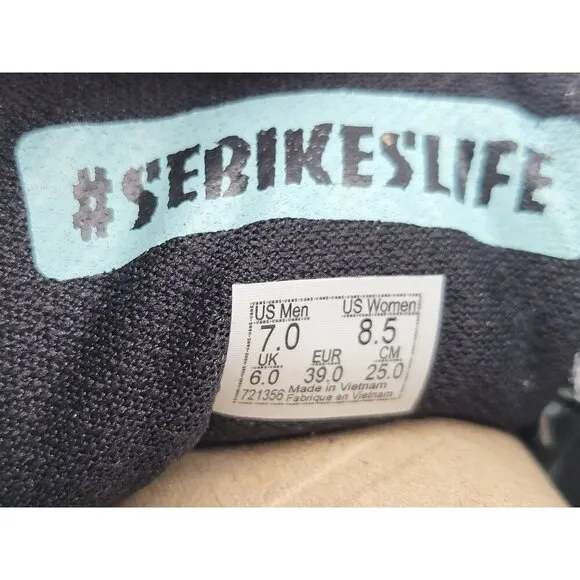 #SEBIKESLIFE
US Men US Women
7.0 8.5
UK EUR CM
6.0 39.0 25.0
721356 Made in Vietnam
Fabriqué en Vietnam